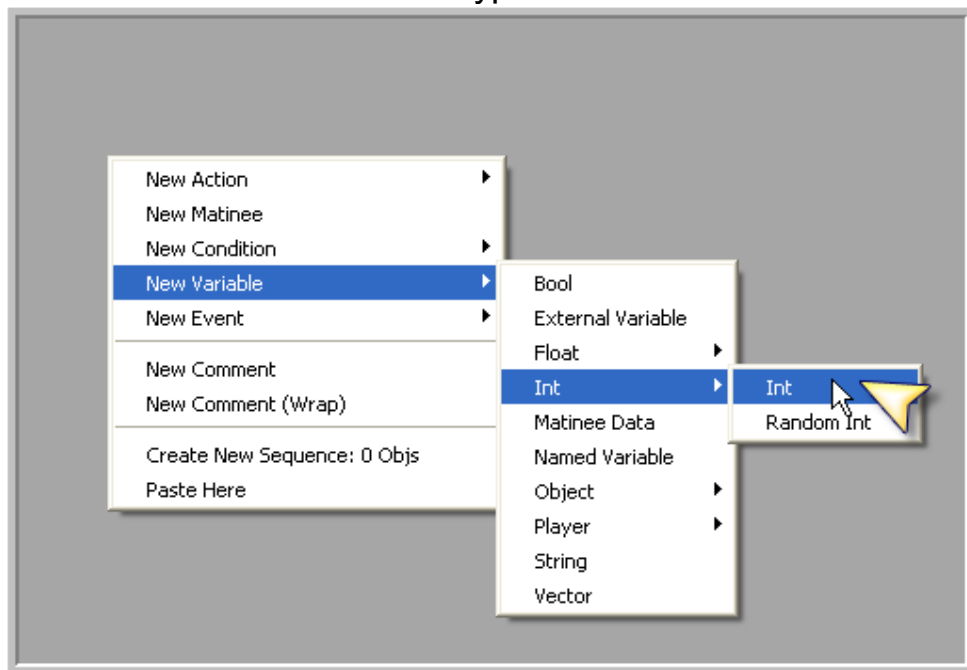 New Action
New Matinee
New Condition
New Variable
New Event
New Comment
New Comment (Wrap)
Create New Sequence: 0 Objs
Paste Here
Bool
External Variable
Float
Int
Matinee Data
Named Variable
Object
Player
String
Vector
Int
Random Int